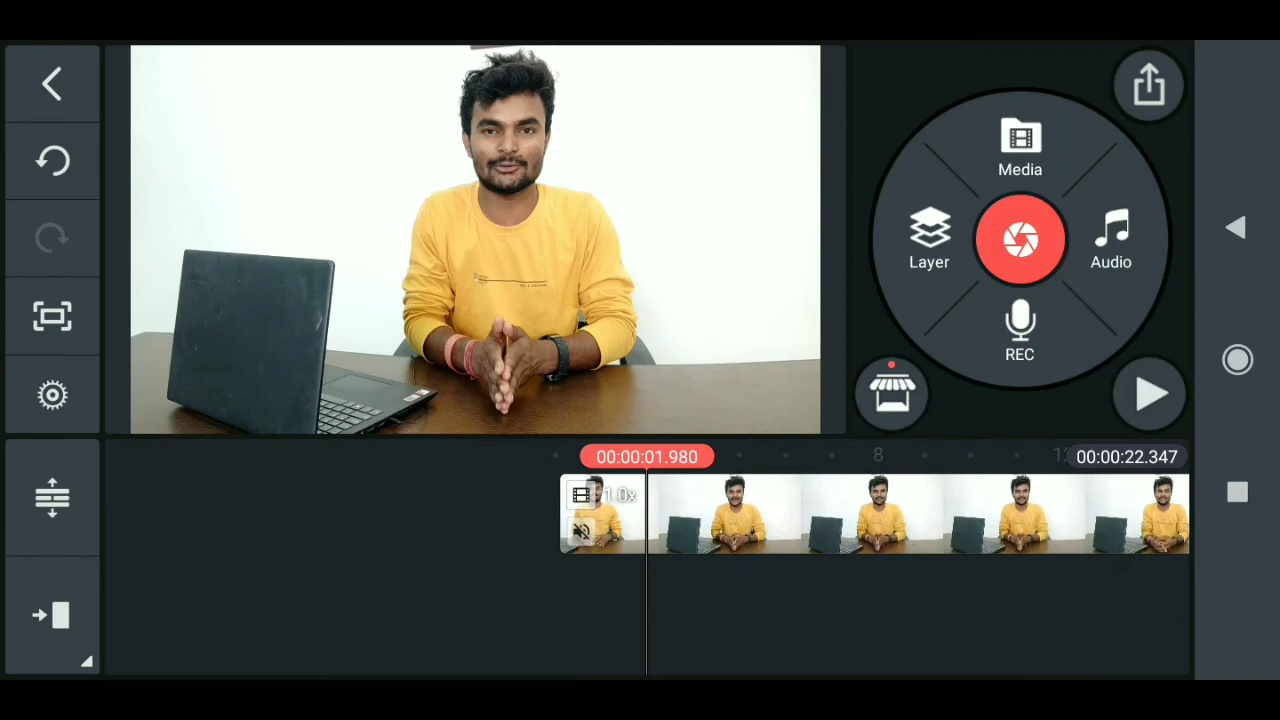 Media
Layer
Audio
REC
00:00:01.980
8
00:00:22.347
1.0x